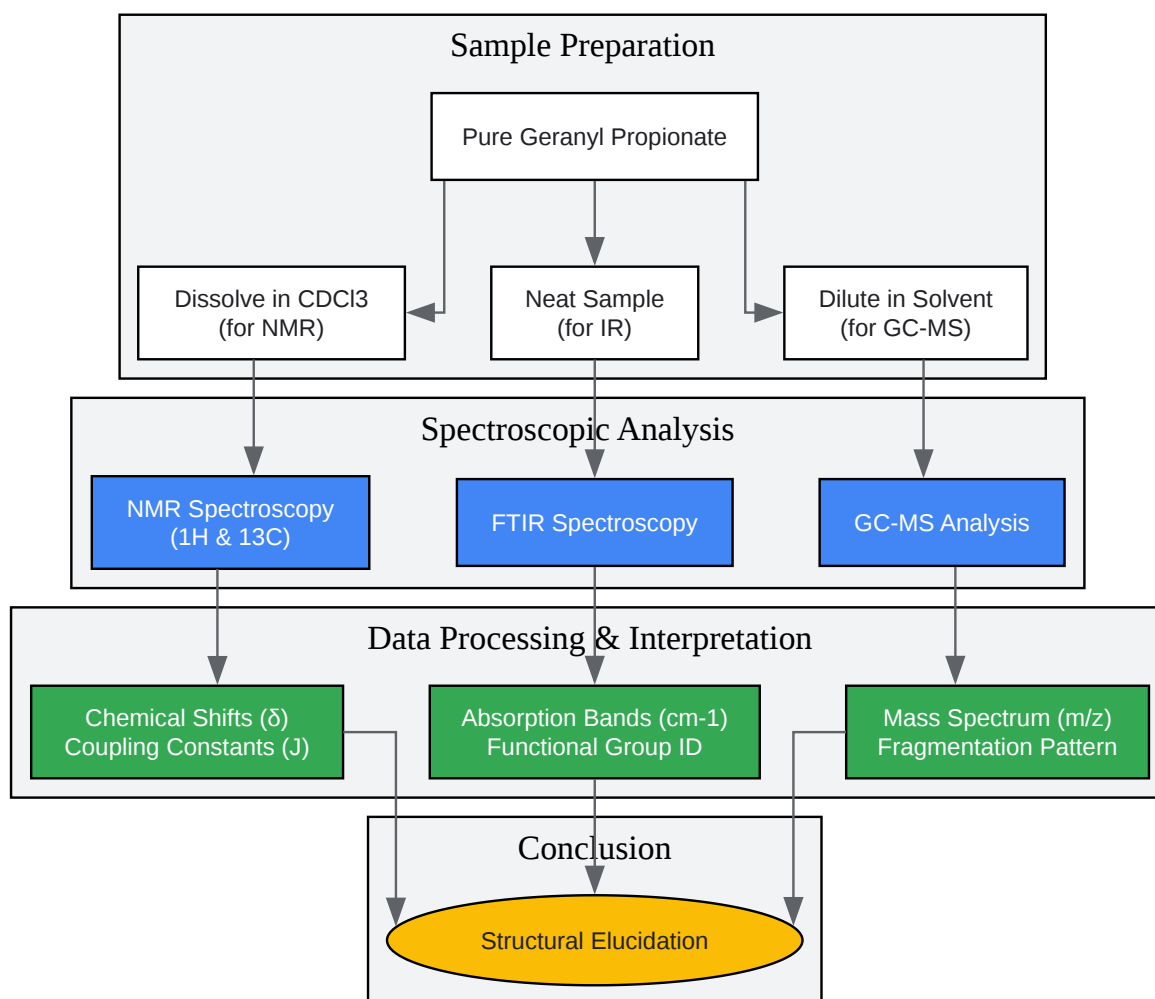 Sample Preparation
Pure Geranyl Propionate
Dissolve in CDCl3
(for NMR)
Neat Sample
(for IR)
Dilute in Solvent
(for GC-MS)
Spectroscopic Analysis
NMR Spectroscopy
(1H & 13C)
FTIR Spectroscopy
GC-MS Analysis
Data Processing & Interpretation
Chemical Shifts (δ)
Coupling Constants (J)
Absorption Bands (cm-1)
Functional Group ID
Mass Spectrum (m/z)
Fragmentation Pattern
Conclusion
Structural Elucidation